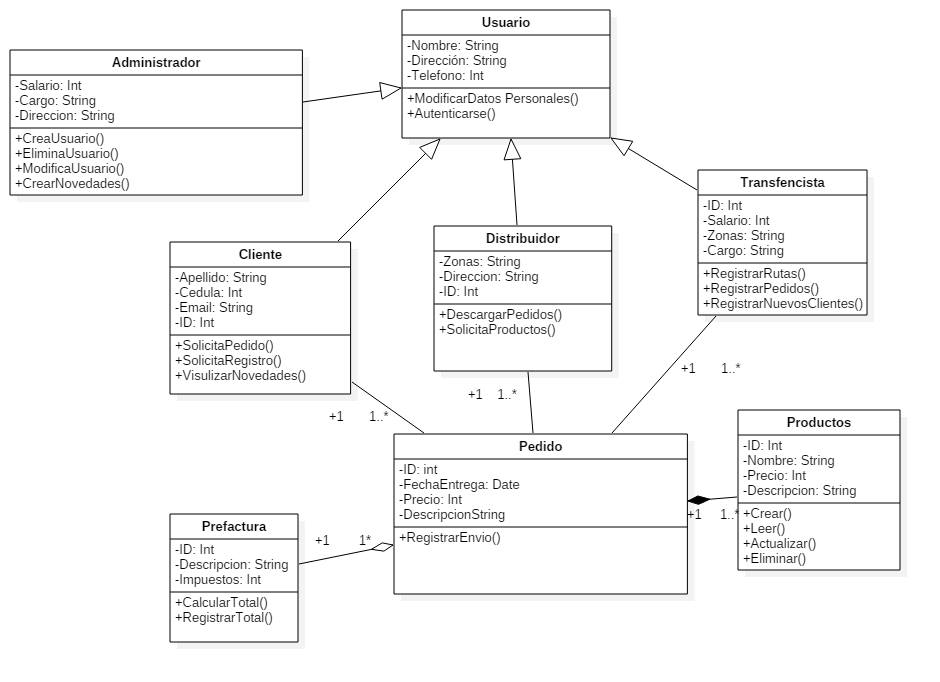 Usuario
-Nombre: String
-Dirección: String
-Telefono: Int
+ModificarDatos Personales()
+Autenticarse()
Administrador
-Salario: Int
-Cargo: String
-Direccion: String
+CreaUsuario()
+EliminaUsuario()
+ModificaUsuario()
+CrearNovedades()
Transfencista
-ID: Int
-Salario: Int
-Zonas: String
-Cargo: String
+RegistrarRutas()
+RegistrarPedidos()
+RegistrarNuevosClientes()
Cliente
-Apellido: String
-Cedula: Int
-Email: String
-ID: Int
+SolicitaPedido()
+SolicitaRegistro()
+VisulizarNovedades()
Distribuidor
-Zonas: String
-Direccion: String
-ID: Int
+DescargarPedidos()
+SolicitaProductos()
+1 1..*
+1 1..*
+1 1..*
Pedido
-ID: int
-FechaEntrega: Date
-Precio: Int
-DescripcionString
+RegistrarEnvio()
Productos
-ID: Int
-Nombre: String
-Precio: Int
-Descripcion: String
+Crear()
+Leer()
+Actualizar()
+Eliminar()
+1 1..*
Prefactura
-ID: Int
-Descripcion: String
-Impuestos: Int
+CalcularTotal()
+RegistrarTotal()
+1 1*